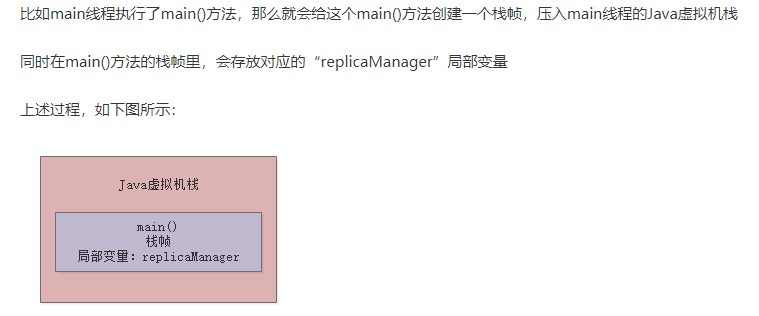 比如main线程执行了main()方法，那么就会给这个main()方法创建一个栈帧，压入main线程的Java虚拟机栈
同时在main()方法的栈帧里，会存放对应的“replicaManager”局部变量
上述过程，如下图所示：
Java虚拟机栈
main()
栈帧
局部变量：replicaManager